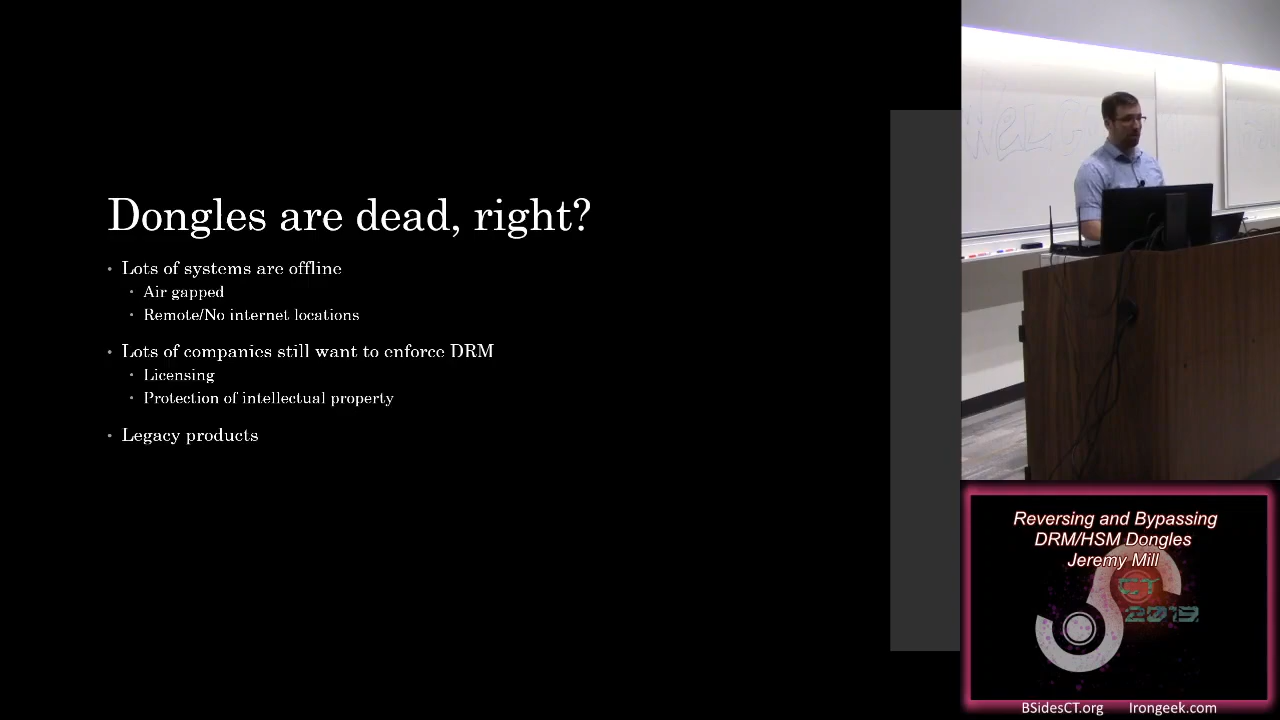 Dongles are dead, right?
• Lots of systems are offline
• Air gapped
• Remote/No internet locations
• Lots of companies still want to enforce DRM
• Licensing
• Protection of intellectual property
• Legacy products
Reversing and Bypassing
DRM/HSM Dongles
Jeremy Mill
CT
2019
BSidesCT.org Irongeek.com